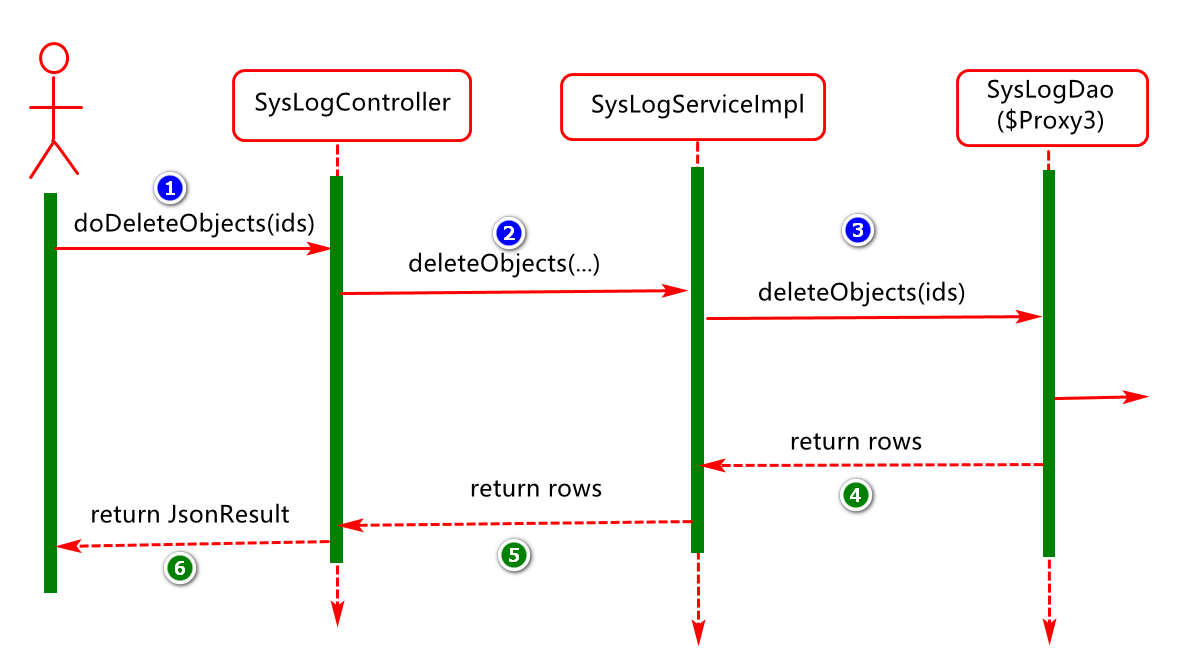 SysLogController
SysLogServiceImpl
SysLogDao
($Proxy3)
1
doDeleteObjects(ids)
2
deleteObjects(...)
3
deleteObjects(ids)
return rows
4
return rows
5
return JsonResult
6